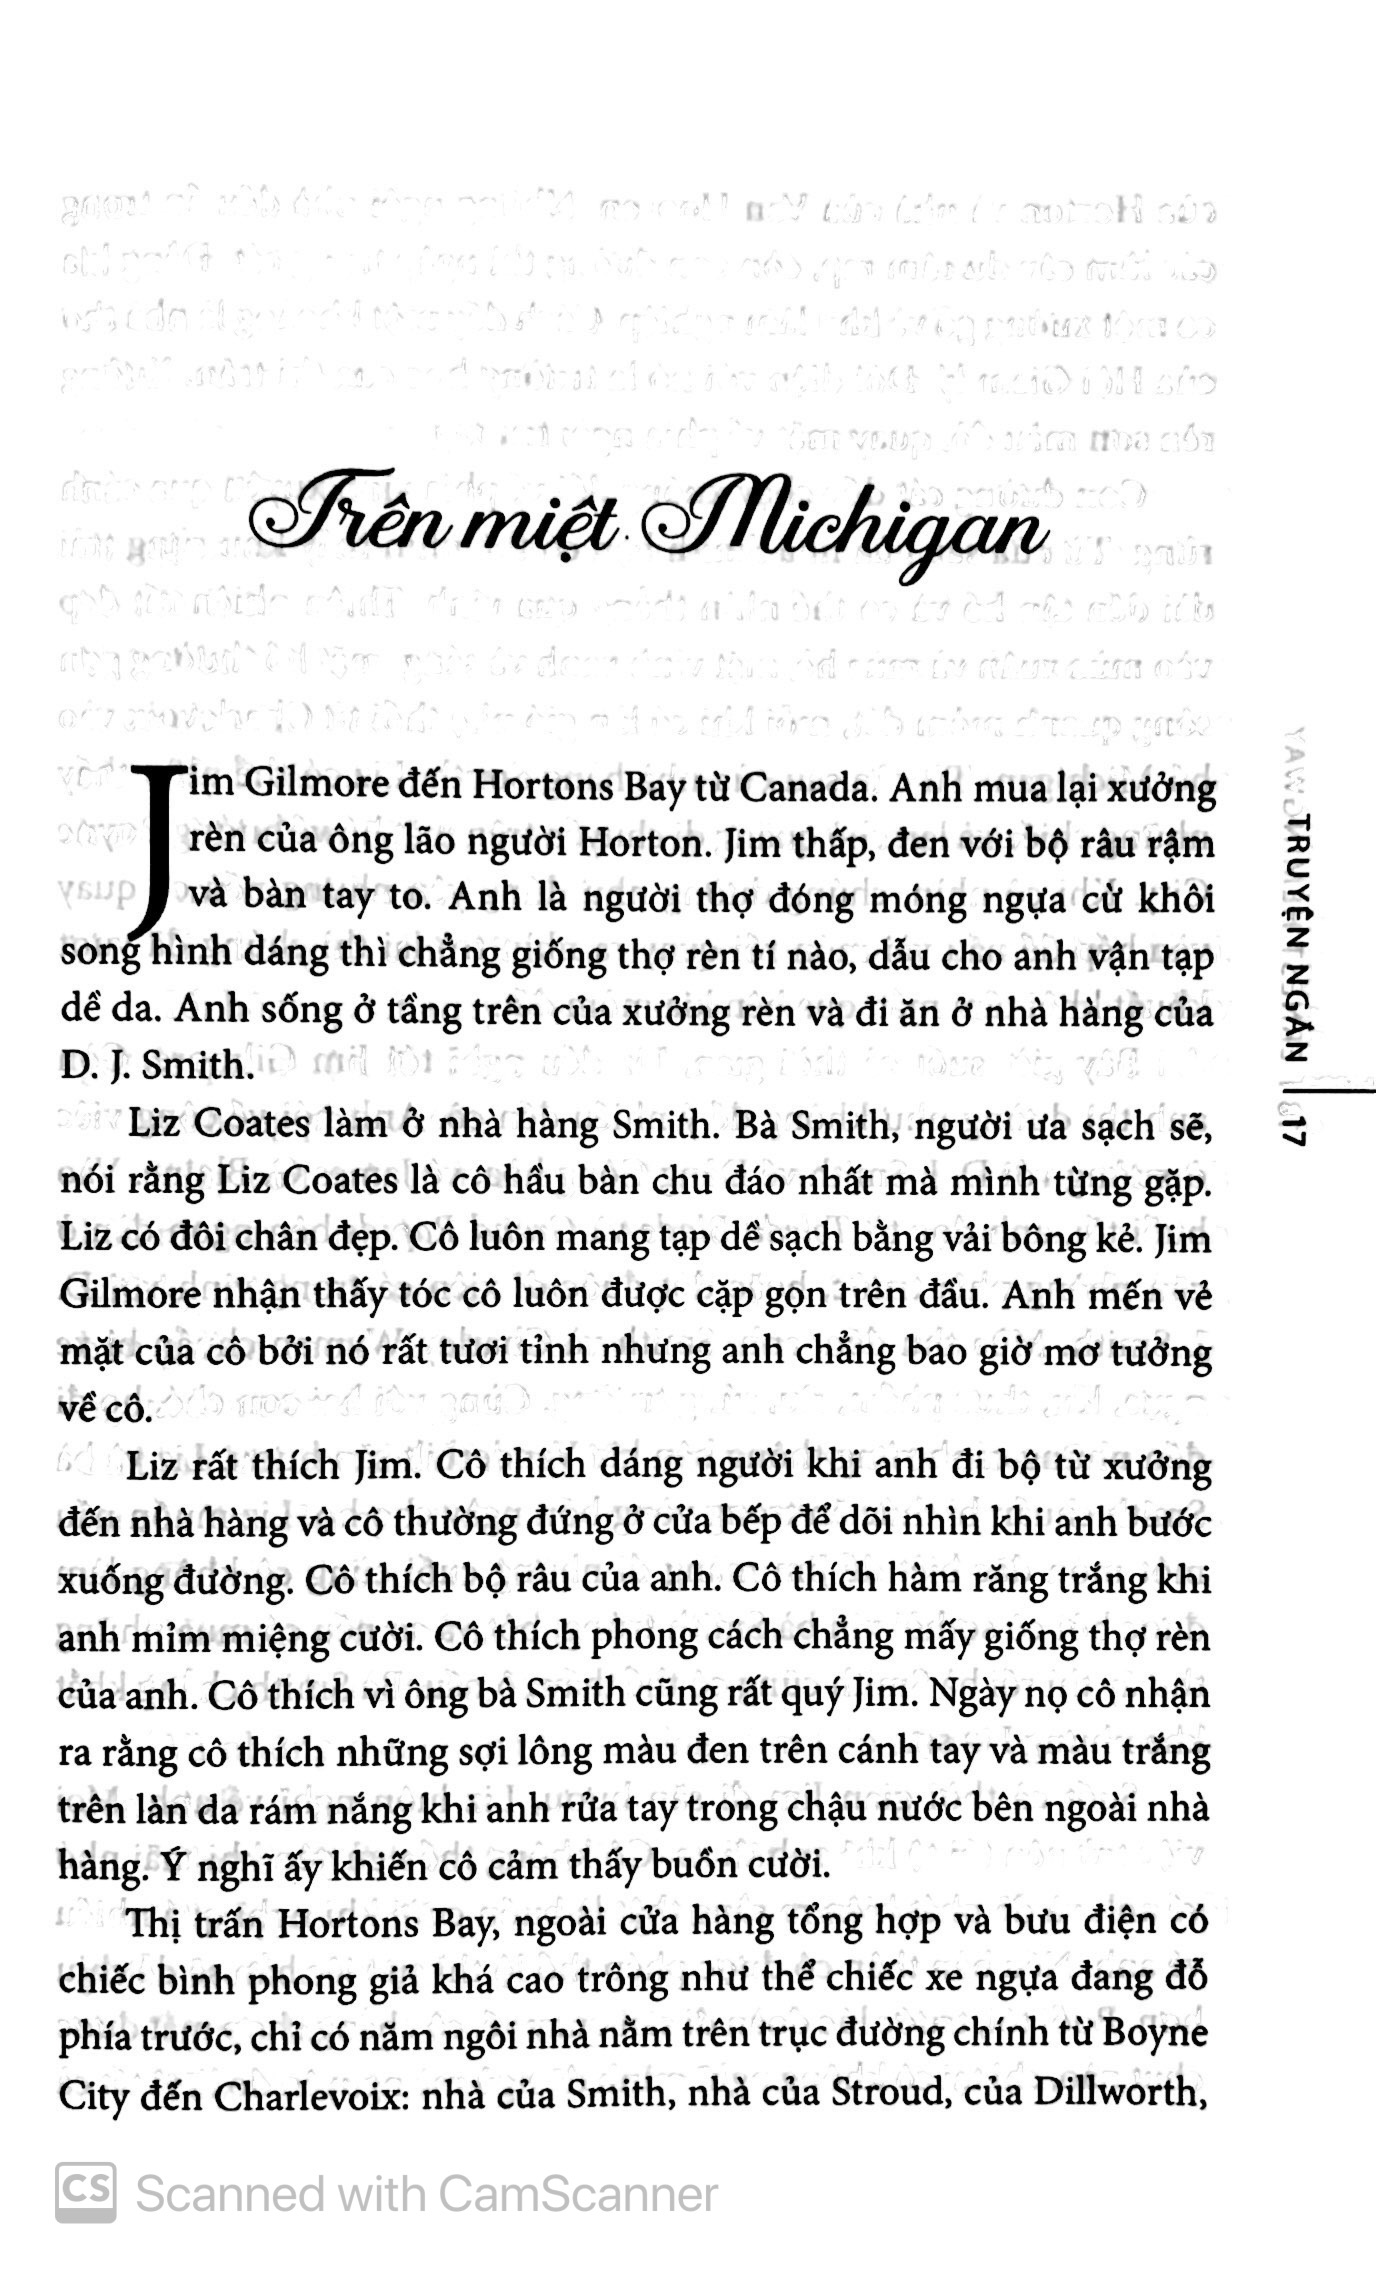 Trên miệt Michigan
Jim Gilmore đến Hortons Bay từ Canada. Anh mua lại xưởng
rèn của ông lão người Horton. Jim thấp, đen với bộ râu rậm
và bàn tay to. Anh là người thợ đóng móng ngựa cừ khôi
song hình dáng thì chẳng giống thợ rèn tí nào, dẫu cho anh vận tạp
dề da. Anh sống ở tầng trên của xưởng rèn và đi ăn ở nhà hàng của
D. J. Smith.
Liz Coates làm ở nhà hàng Smith. Bà Smith, người ưa sạch sẽ,
nói rằng Liz Coates là cô hầu bàn chu đáo nhất mà mình từng gặp.
Liz có đôi chân đẹp. Cô luôn mang tạp dề sạch bằng vải bông kẻ. Jim
Gilmore nhận thấy tóc cô luôn được cặp gọn trên đầu. Anh mến vẻ
mặt của cô bởi nó rất tươi tỉnh nhưng anh chẳng bao giờ mơ tưởng
về cô.
Liz rất thích Jim. Cô thích dáng người khi anh đi bộ từ xưởng
đến nhà hàng và cô thường đứng ở cửa bếp để dõi nhìn khi anh bước
xuống đường. Cô thích bộ râu của anh. Cô thích hàm răng trắng khi
anh mỉm miệng cười. Cô thích phong cách chẳng mấy giống thợ rèn
của anh. Cô thích vì ông bà Smith cũng rất quý Jim. Ngày nọ cô nhận
ra rằng cô thích những sợi lông màu đen trên cánh tay và màu trắng
trên làn da rám nắng khi anh rửa tay trong chậu nước bên ngoài nhà
hàng. Ý nghĩ ấy khiến cô cảm thấy buồn cười.
Thị trấn Hortons Bay, ngoài cửa hàng tổng hợp và bưu điện có
chiếc bình phong giả khá cao trông như thể chiếc xe ngựa đang đỗ
phía trước, chỉ có năm ngôi nhà nằm trên trục đường chính từ Boyne
City đến Charlevoix: nhà của Smith, nhà của Stroud, của Dillworth,
TRUYỆN NGẮN
17
CS Scanned with CamScanner